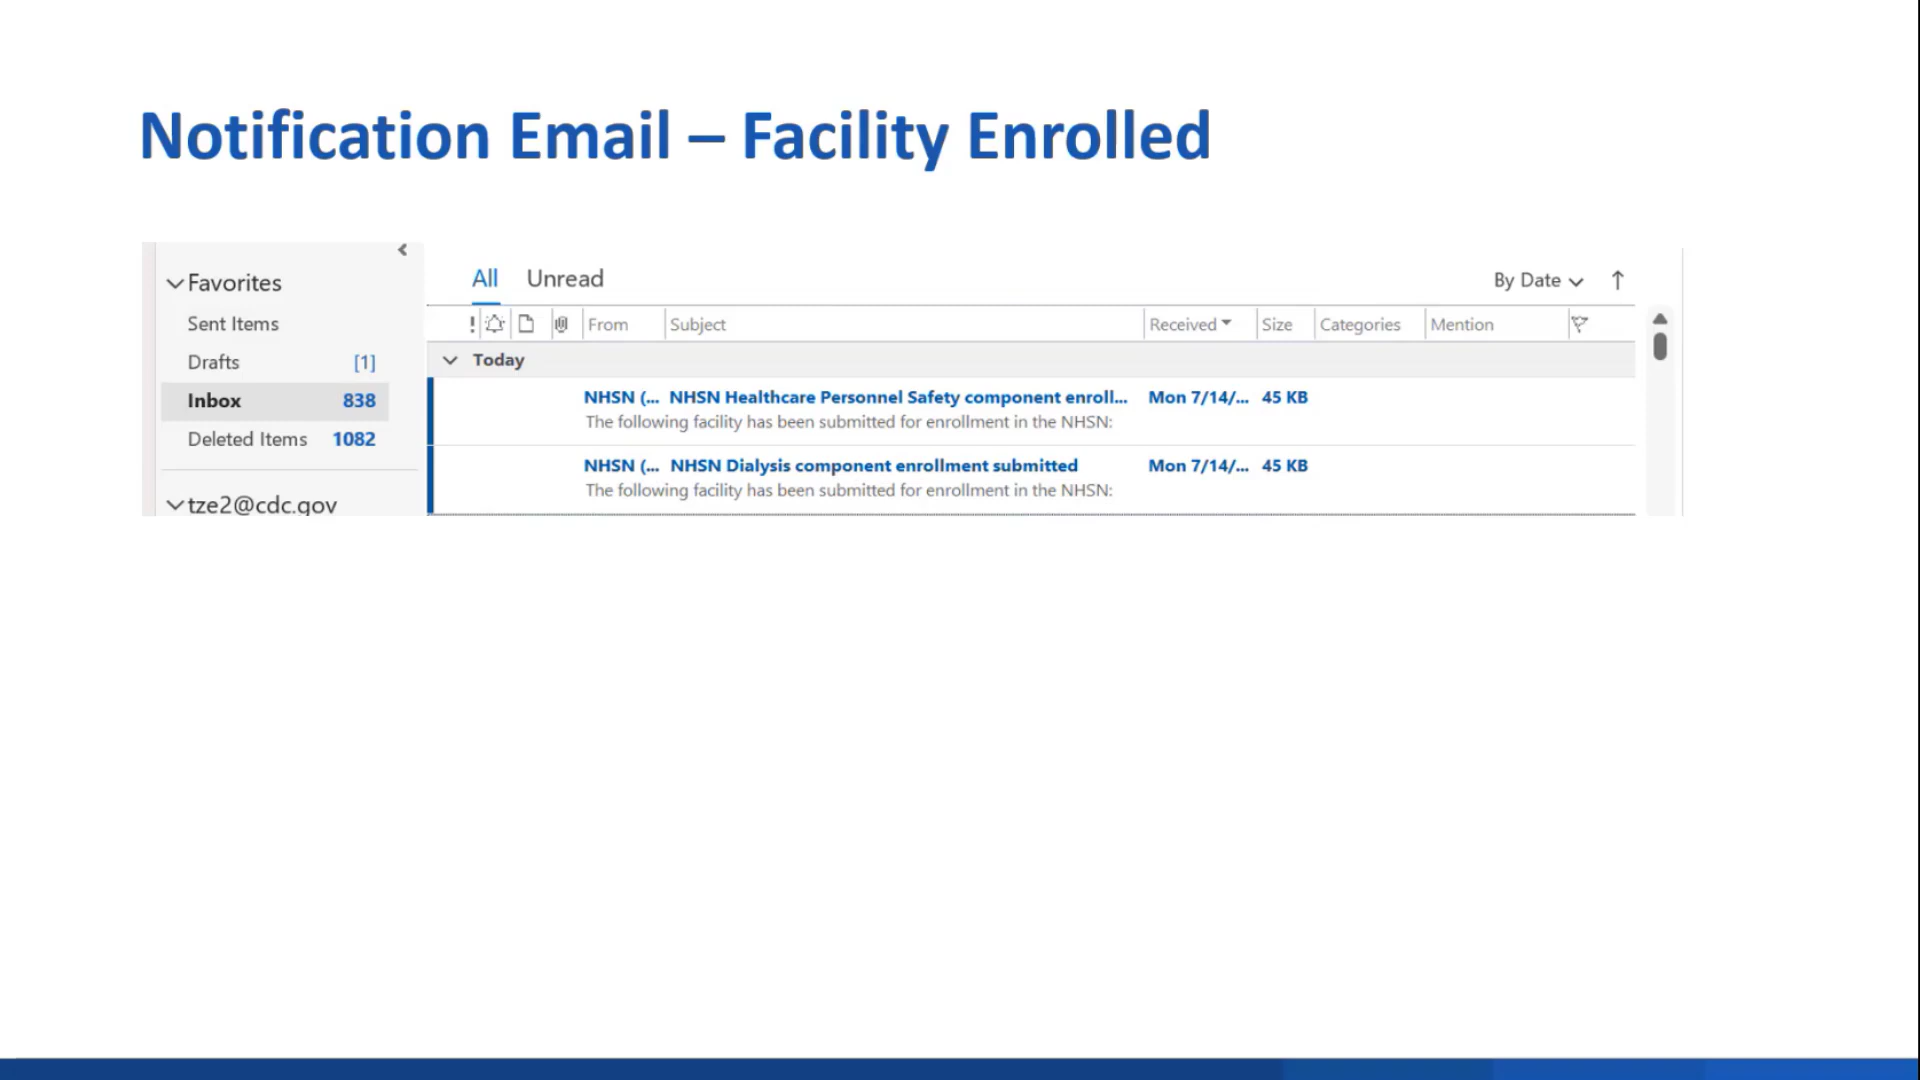 Notification Email – Facility Enrolled
Favorites
Sent Items
Drafts [1]
Inbox 838
Deleted Items 1082
tze2@cdc.gov
All Unread By Date
! From Subject Received Size Categories Mention
Today
NHSN (... NHSN Healthcare Personnel Safety component enroll... Mon 7/14/... 45 KB
The following facility has been submitted for enrollment in the NHSN:
NHSN (... NHSN Dialysis component enrollment submitted Mon 7/14/... 45 KB
The following facility has been submitted for enrollment in the NHSN: